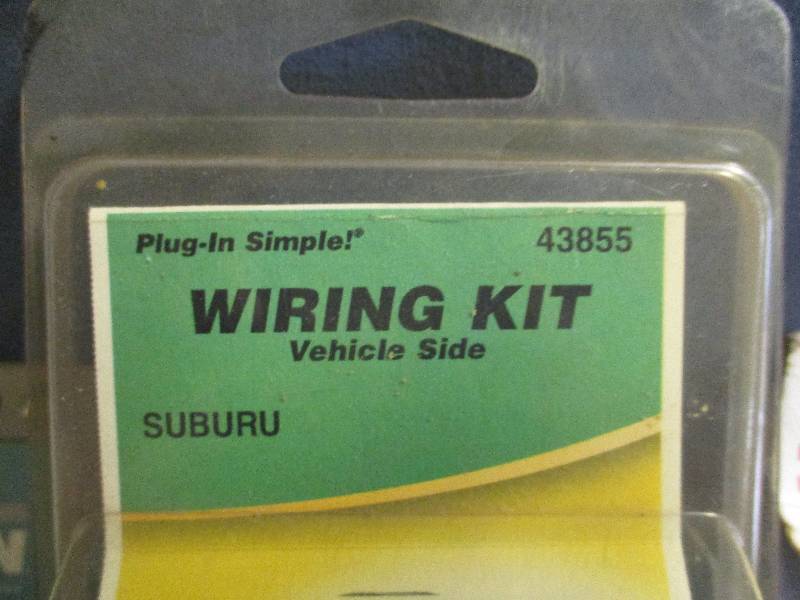 Plug-In Simple!® 43855
WIRING KIT
Vehicle Side
SUBURU
N